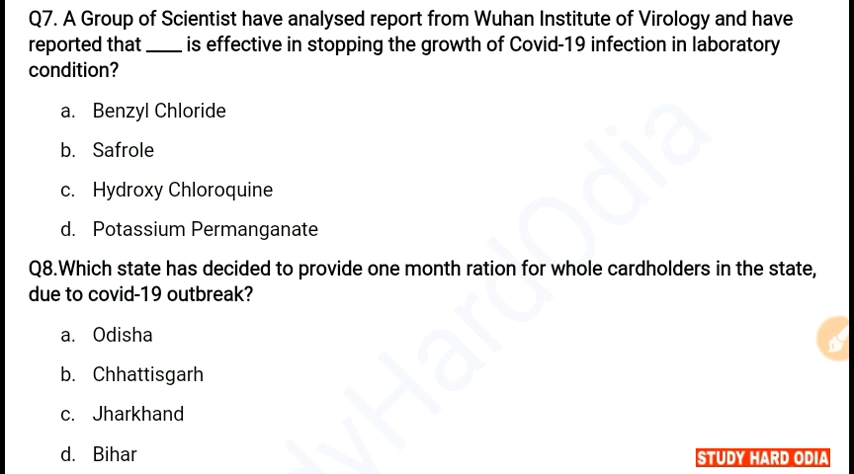 Q7. A Group of Scientist have analysed report from Wuhan Institute of Virology and have
reported that ____ is effective in stopping the growth of Covid-19 infection in laboratory
condition?
a. Benzyl Chloride
b. Safrole
c. Hydroxy Chloroquine
d. Potassium Permanganate
Q8.Which state has decided to provide one month ration for whole cardholders in the state,
due to covid-19 outbreak?
a. Odisha
b. Chhattisgarh
c. Jharkhand
d. Bihar
STUDY HARD ODIA
yHardOdia